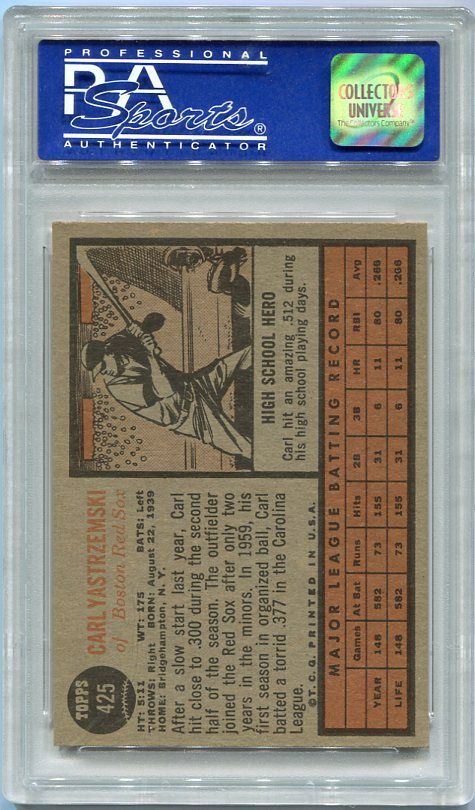 PROFESSIONAL
PSA
Sports®
AUTHENTICATOR
COLLECTORS
UNIVERSE
The Collectors Company™
TOPPS
425
CARL YASTRZEMSKI
of Boston Red Sox
HT: 5:11 WT: 175 BATS: Left
THROWS: Right BORN: August 22, 1939
HOME: Bridgehampton, N. Y.
After a slow start last year, Carl
hit close to .300 during the second
half of the season. The outfielder
joined the Red Sox after only two
years in the minors. In 1959, his
first season in organized ball, Carl
batted a torrid .377 in the Carolina
League.
HIGH SCHOOL HERO
Carl hit an amazing .512 during
his high school playing days.
© T. C. G. PRINTED IN U.S.A.
MAJOR LEAGUE BATTING RECORD
Games At Bat Runs Hits 2B 3B HR RBI Avg
YEAR 148 582 73 155 31 6 11 80 .266
LIFE 148 582 73 155 31 6 11 80 .266